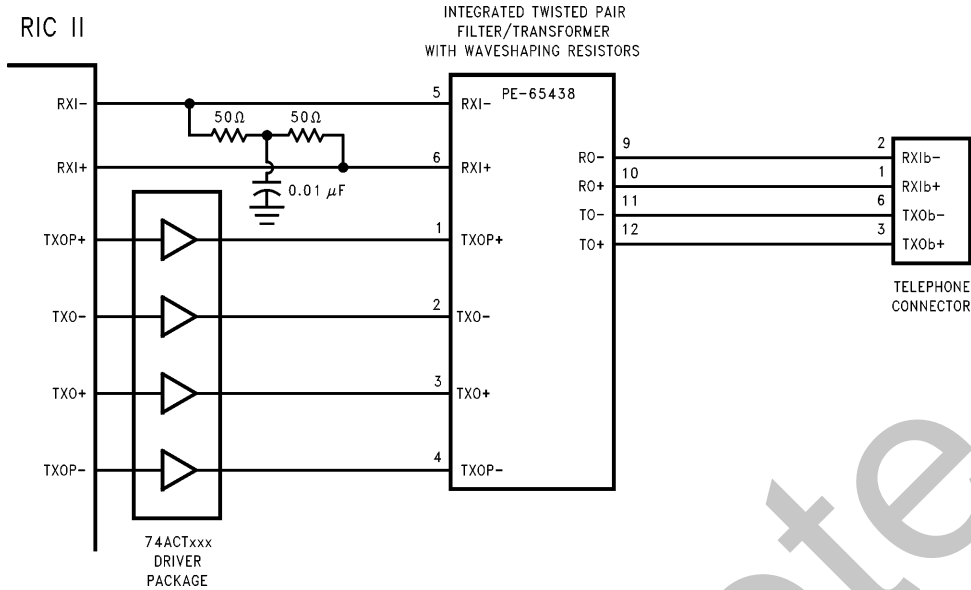 RIC II
INTEGRATED TWISTED PAIR
FILTER/TRANSFORMER
WITH WAVESHAPING RESISTORS
RXI-
50Ω 50Ω
5
RXI- PE-65438
RXI+
0.01 μF
6
RXI+
TXOP+
1
TXOP+
TXO-
2
TXO-
TXO+
3
TXO+
TXOP-
4
TXOP-
74ACTxxx
DRIVER
PACKAGE
RO- 9
RO+ 10
TO- 11
TO+ 12
2 RXIb-
1 RXIb+
6 TXOb-
3 TXOb+
TELEPHONE
CONNECTOR